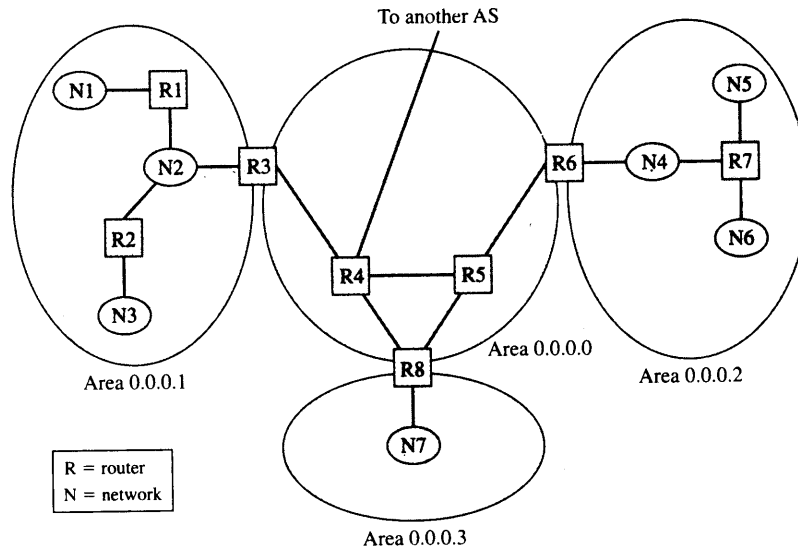 To another AS
N1
R1
N5
N2
R3
R6
N4
R7
R2
N6
R4
R5
N3
Area 0.0.0.0
Area 0.0.0.1
R8
Area 0.0.0.2
N7
R = router
N = network
Area 0.0.0.3